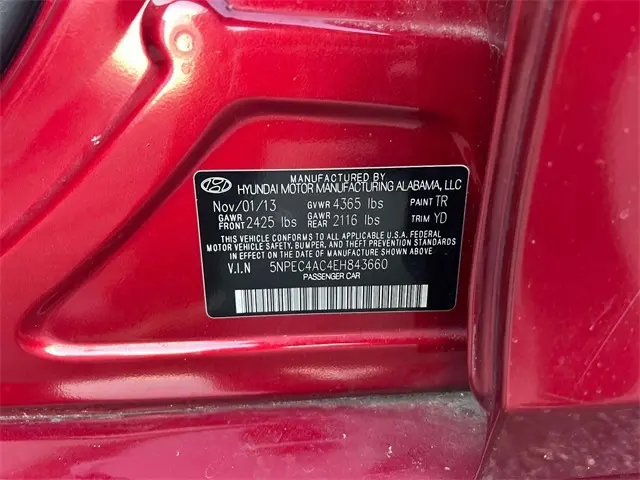 MANUFACTURED BY
HYUNDAI MOTOR MANUFACTURING ALABAMA, LLC
Nov/01/13 GVWR 4365 lbs PAINT TR
GAWR FRONT 2425 lbs GAWR REAR 2116 lbs TRIM YD
THIS VEHICLE CONFORMS TO ALL APPLICABLE U.S.A. FEDERAL
MOTOR VEHICLE SAFETY, BUMPER, AND THEFT PREVENTION STANDARDS
IN EFFECT ON THE DATE OF MANUFACTURE SHOWN ABOVE.
V.I.N 5NPEC4AC4EH843660
PASSENGER CAR